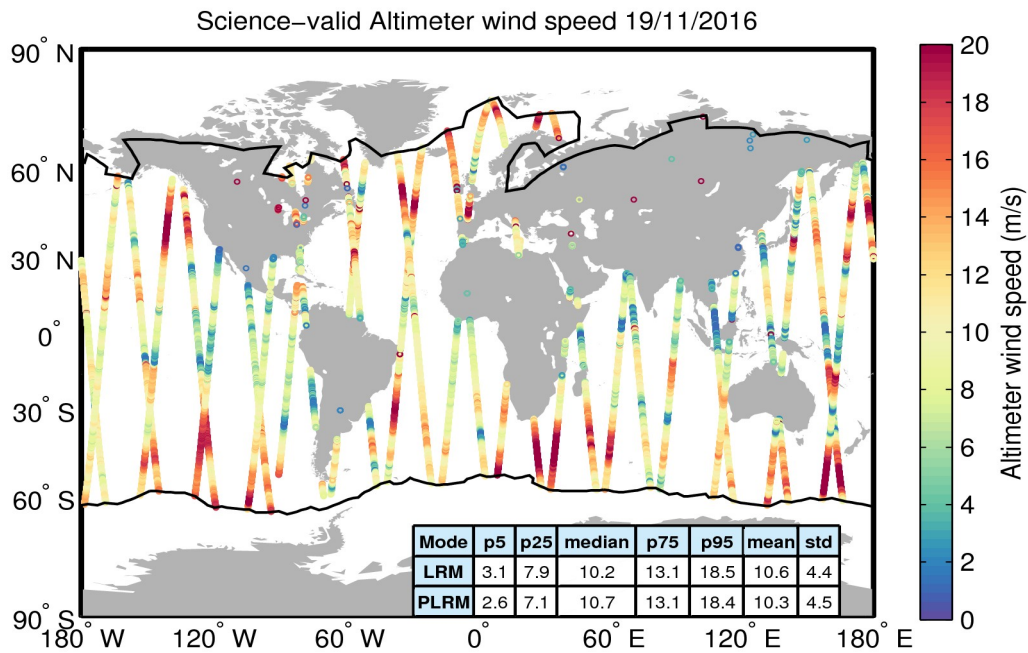 Science−valid Altimeter wind speed 19/11/2016
90° N
60° N
30° N
0°
30° S
60° S
90° S
180° W
120° W
60° W
0°
60° E
120° E
180° E
Mode p5 p25 median p75 p95 mean std
LRM 3.1 7.9 10.2 13.1 18.5 10.6 4.4
PLRM 2.6 7.1 10.7 13.1 18.4 10.3 4.5
20
18
16
14
12
10
8
6
4
2
0
Altimeter wind speed (m/s)